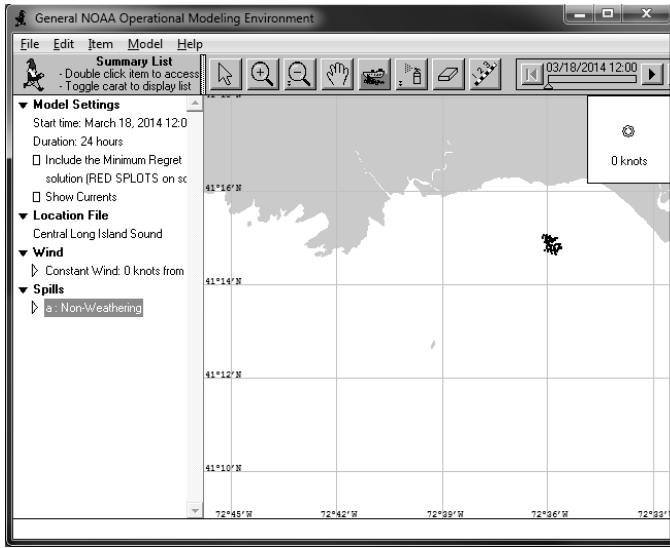 General NOAA Operational Modeling Environment
File Edit Item Model Help
Summary List
- Double click item to access
- Toggle carat to display list
03/18/2014 12:00
Model Settings
Start time: March 18, 2014 12:0
Duration: 24 hours
Include the Minimum Regret
solution (RED SPLOTS on sc
Show Currents
Location File
Central Long Island Sound
Wind
Constant Wind: 0 knots from
Spills
a : Non-Weathering
0 knots
41°16'N
41°14'N
41°12'N
41°10'N
72°45'W 72°42'W 72°39'W 72°36'W 72°33'